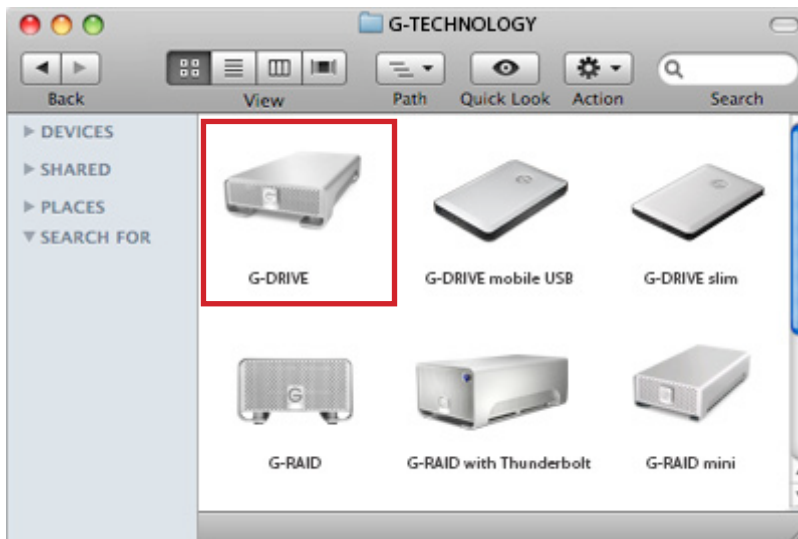 G-TECHNOLOGY
Back View Path Quick Look Action Search
DEVICES
SHARED
PLACES
SEARCH FOR
G-DRIVE G-DRIVE mobile USB G-DRIVE slim
G-RAID G-RAID with Thunderbolt G-RAID mini